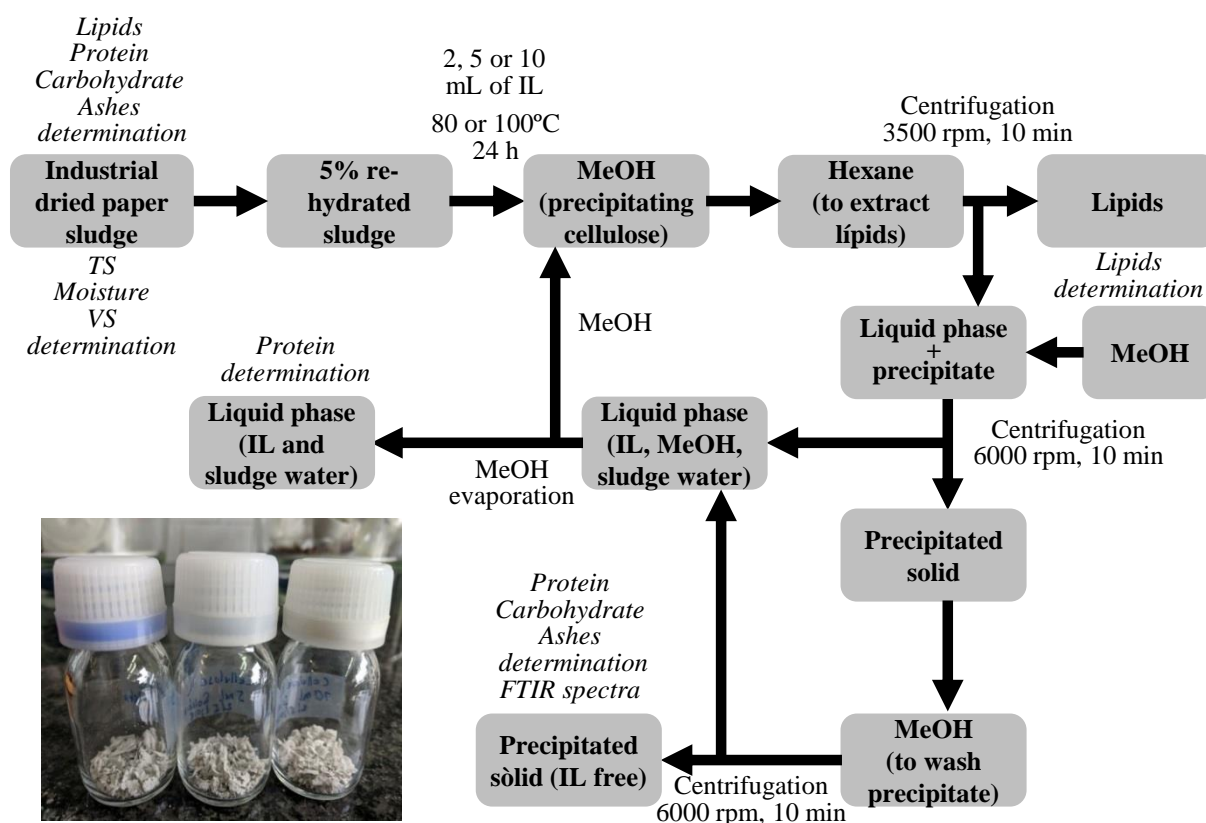 Lipids
Protein
Carbohydrate
Ashes
determination
Industrial
dried paper
sludge
TS
Moisture
VS
determination
5% re-
hydrated
sludge
2, 5 or 10
mL of IL
80 or 100ºC
24 h
MeOH
(precipitating
cellulose)
Hexane
(to extract
lípids)
Centrifugation
3500 rpm, 10 min
Lipids
Lipids
determination
Liquid phase
+
precipitate
MeOH
MeOH
Protein
determination
Liquid phase
(IL and
sludge water)
MeOH
evaporation
Liquid phase
(IL, MeOH,
sludge water)
Centrifugation
6000 rpm, 10 min
Precipitated
solid
Protein
Carbohydrate
Ashes
determination
FTIR spectra
Precipitated
sòlid (IL free)
Centrifugation
6000 rpm, 10 min
MeOH
(to wash
precipitate)